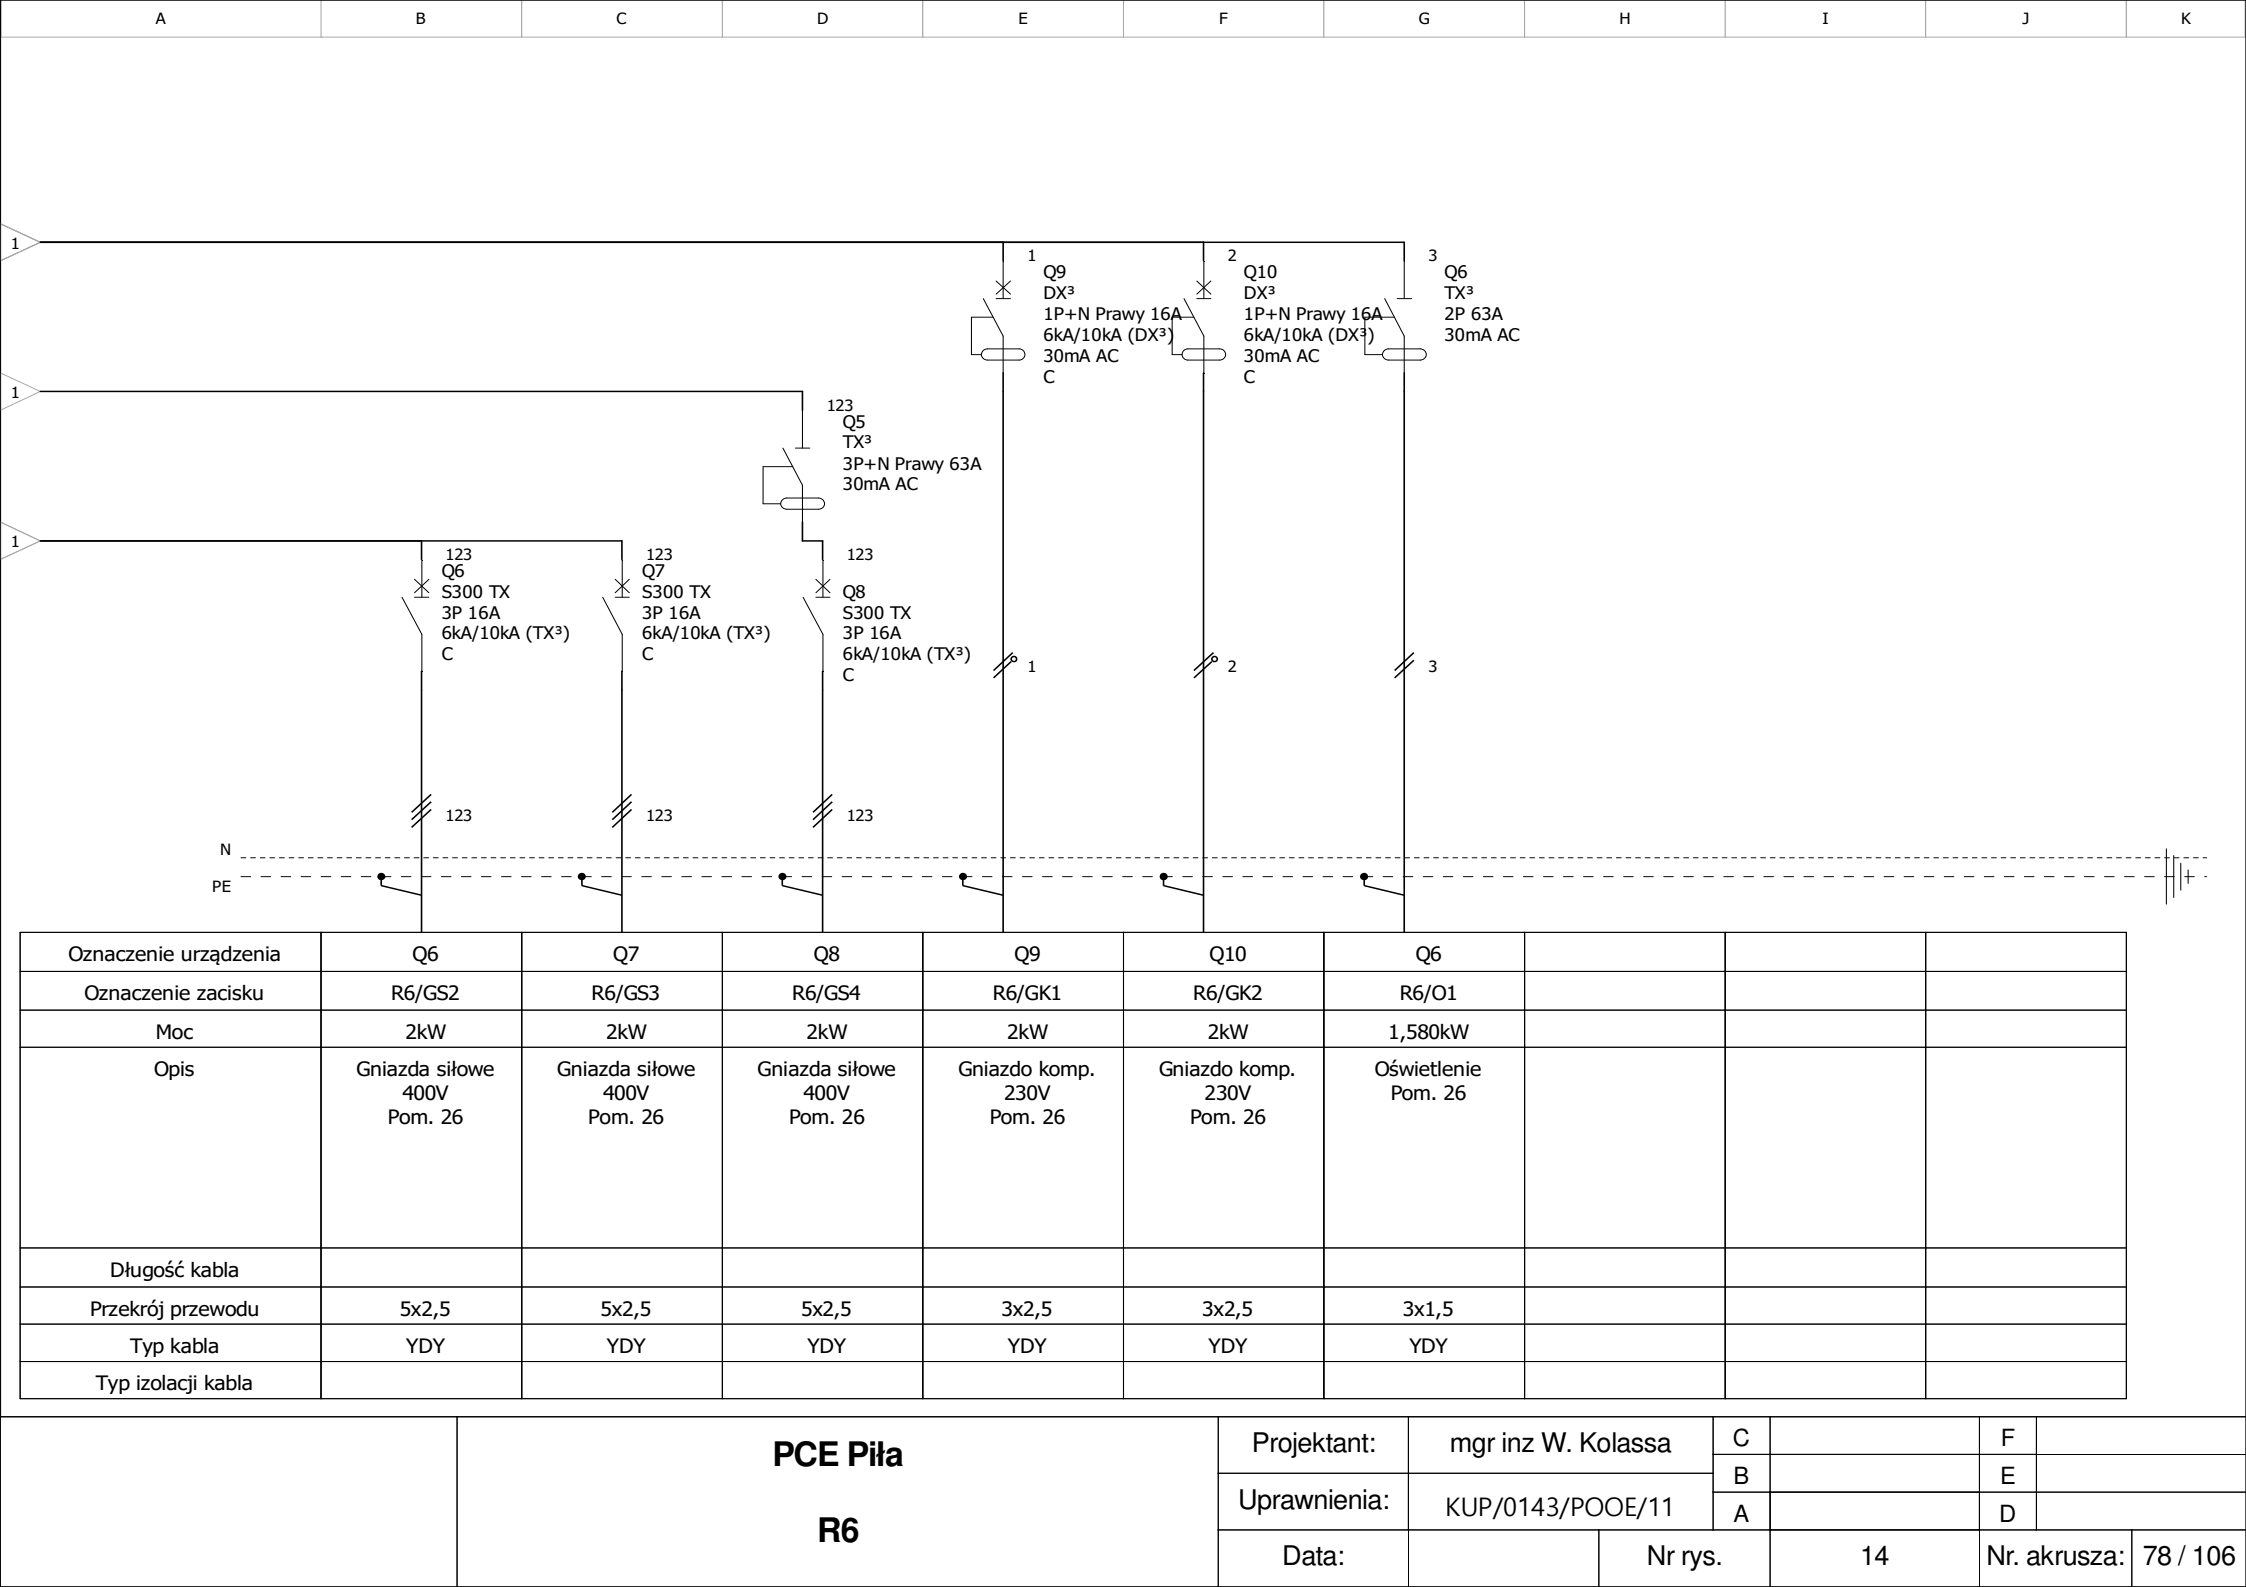 A B C D E F G H I J K
1
1
Q9
DX³
1P+N Prawy 16A
6kA/10kA (DX³)
30mA AC
C
2
Q10
DX³
1P+N Prawy 16A
6kA/10kA (DX³)
30mA AC
C
3
Q6
TX³
2P 63A
30mA AC
1
123
Q5
TX³
3P+N Prawy 63A
30mA AC
1
123
Q6
S300 TX
3P 16A
6kA/10kA (TX³)
C
123
Q7
S300 TX
3P 16A
6kA/10kA (TX³)
C
123
Q8
S300 TX
3P 16A
6kA/10kA (TX³)
C
1 2 3
123 123 123
N
PE
Oznaczenie urządzenia Q6 Q7 Q8 Q9 Q10 Q6
Oznaczenie zacisku R6/GS2 R6/GS3 R6/GS4 R6/GK1 R6/GK2 R6/O1
Moc 2kW 2kW 2kW 2kW 2kW 1,580kW
Opis Gniazda siłowe Gniazda siłowe Gniazda siłowe Gniazdo komp. Gniazdo komp. Oświetlenie
400V 400V 400V 230V 230V Pom. 26
Pom. 26 Pom. 26 Pom. 26 Pom. 26 Pom. 26
Długość kabla
Przekrój przewodu 5x2,5 5x2,5 5x2,5 3x2,5 3x2,5 3x1,5
Typ kabla YDY YDY YDY YDY YDY YDY
Typ izolacji kabla
PCE Piła
R6
Projektant: mgr inz W. Kolassa C F
B E
Uprawnienia: KUP/0143/POOE/11
A D
Data: Nr rys. 14 Nr. akrusza: 78 / 106